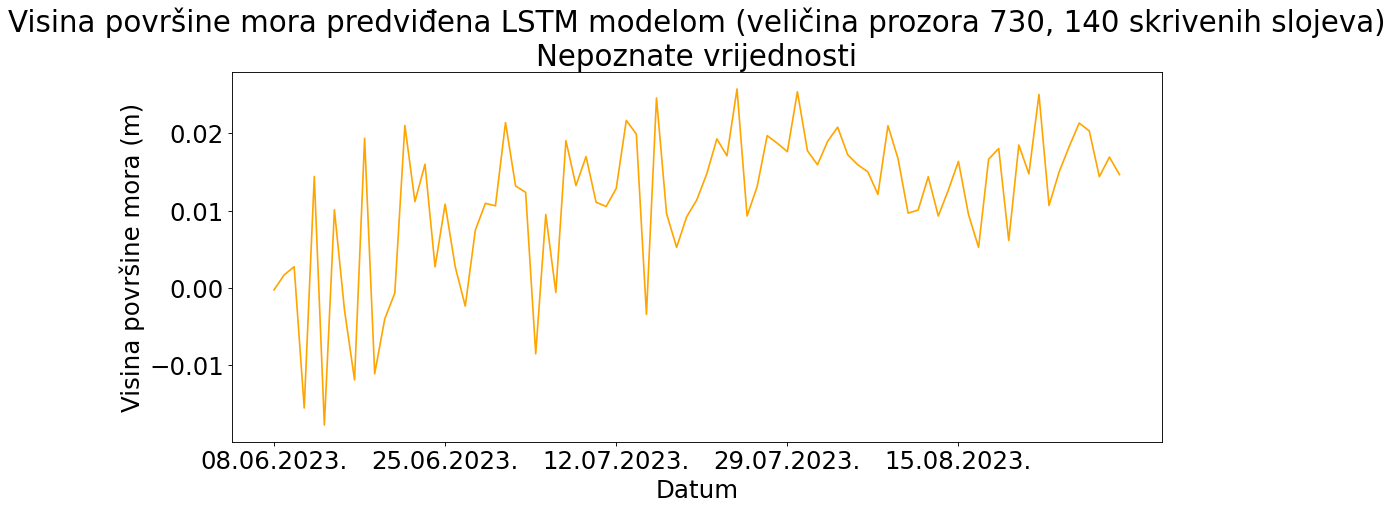 Visina površine mora predviđena LSTM modelom (veličina prozora 730, 140 skrivenih slojeva)
Nepoznate vrijednosti
Visina površine mora (m)
0.02
0.01
0.00
−0.01
08.06.2023. 25.06.2023. 12.07.2023. 29.07.2023. 15.08.2023.
Datum